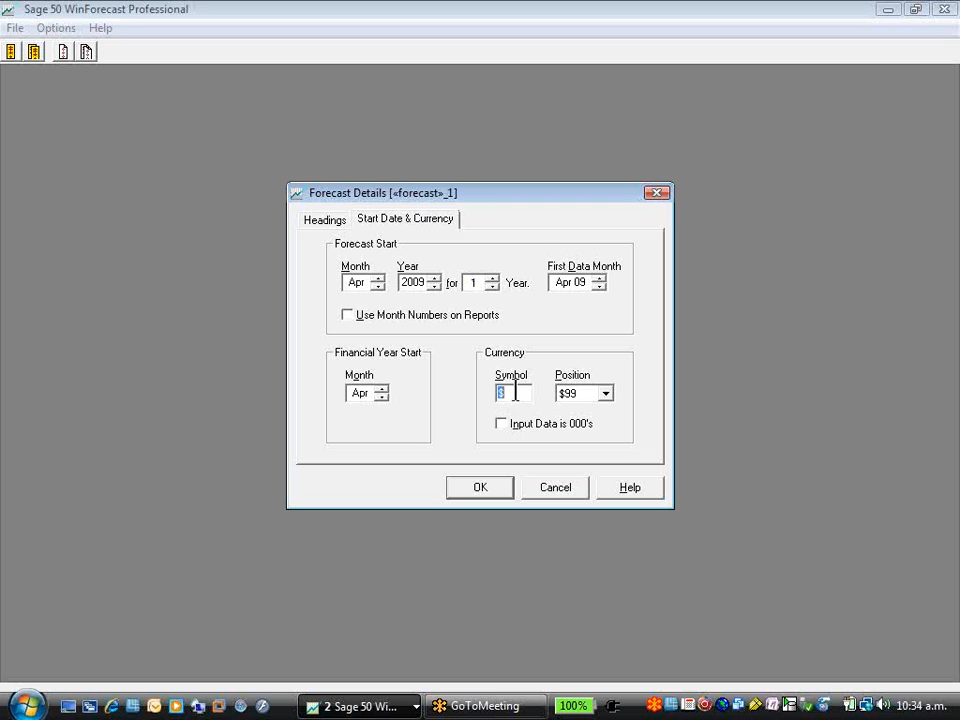 Sage 50 WinForecast Professional
File Options Help
Forecast Details [«forecast»_1]
Headings Start Date & Currency
Forecast Start
Month Year First Data Month
Apr 2009 for 1 Year. Apr 09
Use Month Numbers on Reports
Financial Year Start Currency
Month Symbol Position
Apr $ $99
Input Data is 000's
OK Cancel Help
2 Sage 50 Wi... GoToMeeting 100% 10:34 a.m.